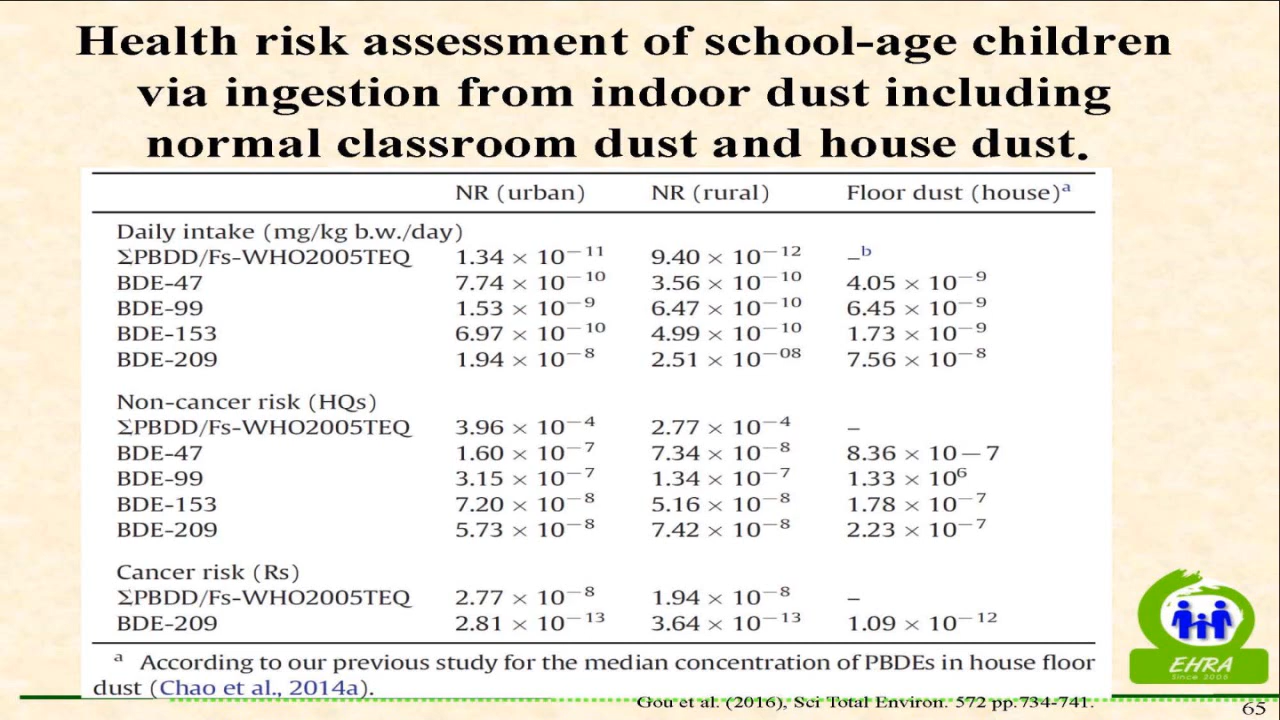 Health risk assessment of school-age children
via ingestion from indoor dust including
normal classroom dust and house dust.
NR (urban) NR (rural) Floor dust (house)ᵃ
Daily intake (mg/kg b.w./day)
ΣPBDD/Fs-WHO2005TEQ 1.34 × 10⁻¹¹ 9.40 × 10⁻¹² –ᵇ
BDE-47 7.74 × 10⁻¹⁰ 3.56 × 10⁻¹⁰ 4.05 × 10⁻⁹
BDE-99 1.53 × 10⁻⁹ 6.47 × 10⁻¹⁰ 6.45 × 10⁻⁹
BDE-153 6.97 × 10⁻¹⁰ 4.99 × 10⁻¹⁰ 1.73 × 10⁻⁹
BDE-209 1.94 × 10⁻⁸ 2.51 × 10⁻⁰⁸ 7.56 × 10⁻⁸
Non-cancer risk (HQs)
ΣPBDD/Fs-WHO2005TEQ 3.96 × 10⁻⁴ 2.77 × 10⁻⁴ –
BDE-47 1.60 × 10⁻⁷ 7.34 × 10⁻⁸ 8.36 × 10 – 7
BDE-99 3.15 × 10⁻⁷ 1.34 × 10⁻⁷ 1.33 × 10⁶
BDE-153 7.20 × 10⁻⁸ 5.16 × 10⁻⁸ 1.78 × 10⁻⁷
BDE-209 5.73 × 10⁻⁸ 7.42 × 10⁻⁸ 2.23 × 10⁻⁷
Cancer risk (Rs)
ΣPBDD/Fs-WHO2005TEQ 2.77 × 10⁻⁸ 1.94 × 10⁻⁸ –
BDE-209 2.81 × 10⁻¹³ 3.64 × 10⁻¹³ 1.09 × 10⁻¹²
ᵃ According to our previous study for the median concentration of PBDEs in house floor
dust (Chao et al., 2014a).
EHRA
Since 2008
Gou et al. (2016), Sci Total Environ. 572 pp.734-741.
65